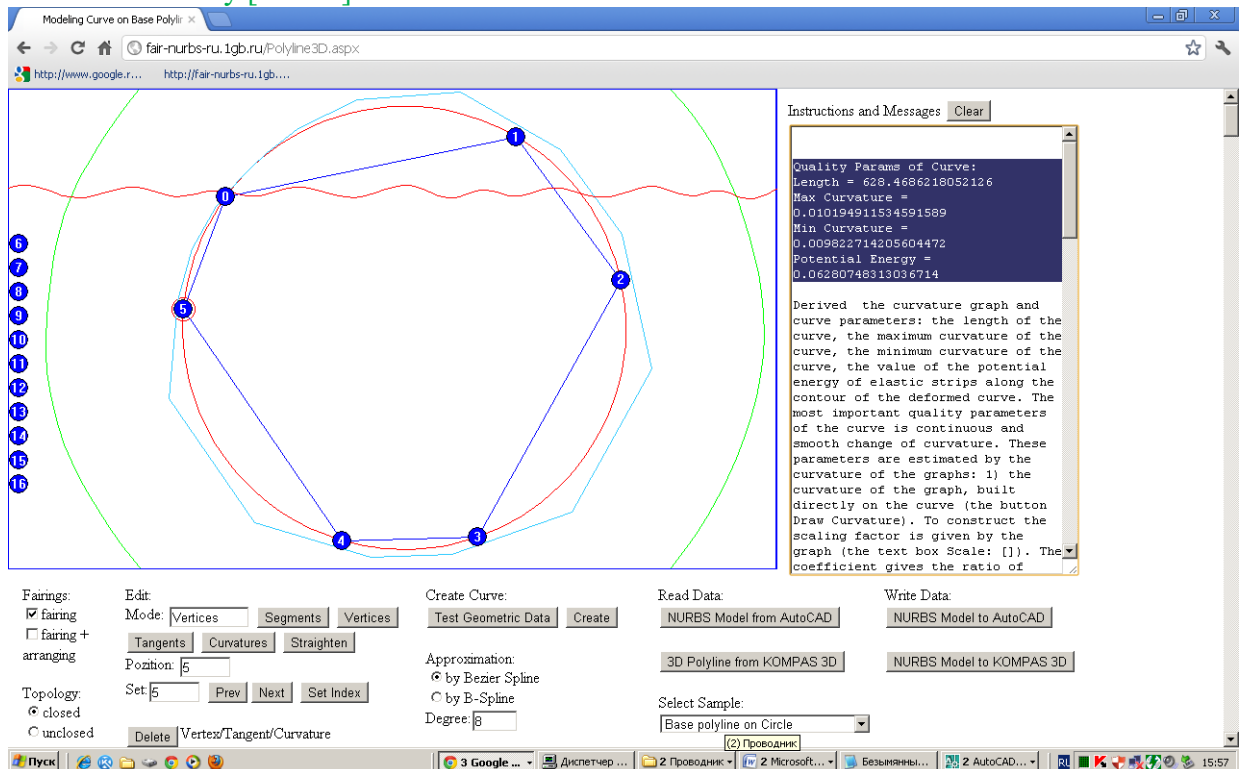 Modeling Curve on Base Polylir
fair-nurbs-ru.1gb.ru/Polyline3D.aspx
http://www.google.r... http://fair-nurbs-ru.1gb....
Instructions and Messages Clear
0
1
2
3
4
5
6
7
8
9
10
11
12
13
14
15
16
Quality Params of Curve:
Length = 628.4686218052126
Max Curvature =
0.010194911534591589
Min Curvature =
0.009822714205604472
Potential Energy =
0.06280748313036714
Derived the curvature graph and
curve parameters: the length of the
curve, the maximum curvature of the
curve, the minimum curvature of the
curve, the value of the potential
energy of elastic strips along the
contour of the deformed curve. The
most important quality parameters
of the curve is continuous and
smooth change of curvature. These
parameters are estimated by the
curvature of the graphs: 1) the
curvature of the graph, built
directly on the curve (the button
Draw Curvature). To construct the
scaling factor is given by the
graph (the text box Scale: []). The
coefficient gives the ratio of
Fairings:
fairing
fairing +
arranging
Topology:
closed
unclosed
Edit:
Mode: Vertices Segments Vertices
Tangents Curvatures Straighten
Pozition: 5
Set: 5 Prev Next Set Index
Delete Vertex/Tangent/Curvature
Create Curve:
Test Geometric Data Create
Approximation:
by Bezier Spline
by B-Spline
Degree: 8
Read Data:
NURBS Model from AutoCAD
3D Polyline from KOMPAS 3D
Select Sample:
Base polyline on Circle
(2) Проводник
Write Data:
NURBS Model to AutoCAD
NURBS Model to KOMPAS 3D
Пуск 3 Google ... Диспетчер ... 2 Проводник 2 Microsoft... Безымянны... 2 AutoCAD... RU 15:57